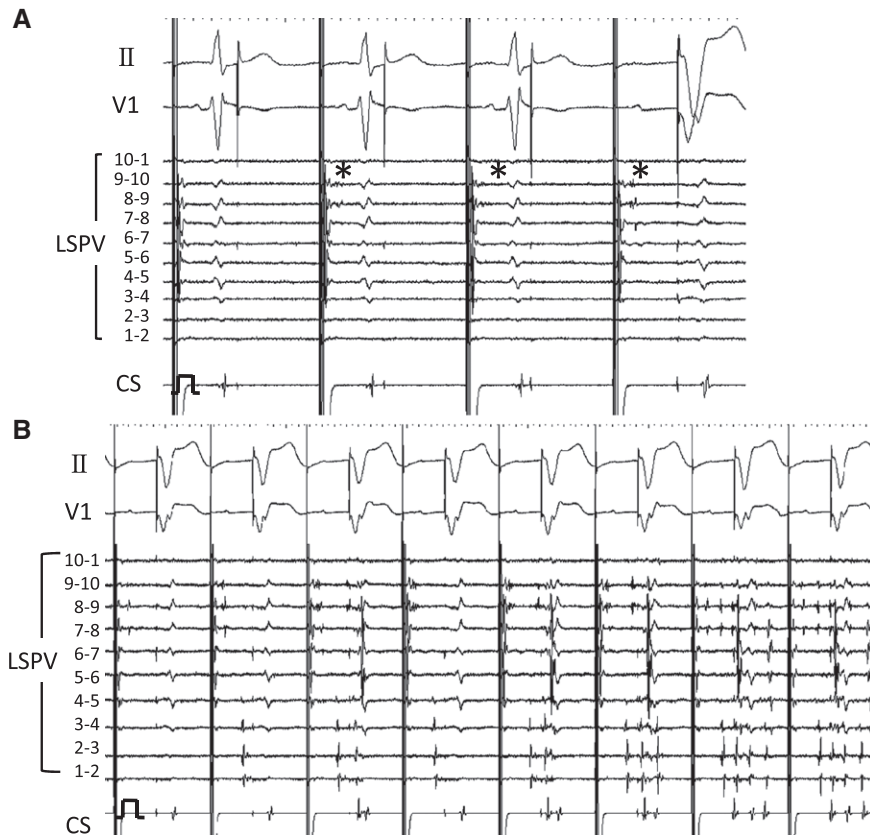 A
II
V1
10-1
9-10
8-9
7-8
LSPV 6-7
5-6
4-5
3-4
2-3
1-2
CS
* * *
B
II
V1
10-1
9-10
8-9
7-8
6-7
LSPV 5-6
4-5
3-4
2-3
1-2
CS